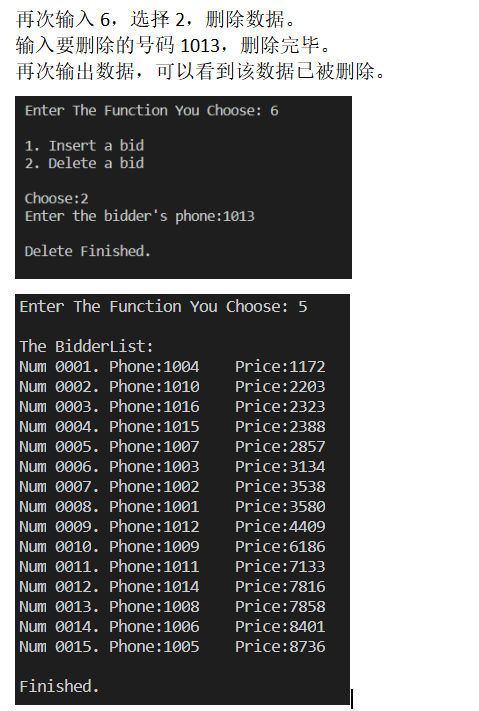 再次输入 6，选择 2，删除数据。
输入要删除的号码 1013，删除完毕。
再次输出数据，可以看到该数据已被删除。
Enter The Function You Choose: 6
1. Insert a bid
2. Delete a bid
Choose:2
Enter the bidder's phone:1013
Delete Finished.
Enter The Function You Choose: 5
The BidderList:
Num 0001. Phone:1004    Price:1172
Num 0002. Phone:1010    Price:2203
Num 0003. Phone:1016    Price:2323
Num 0004. Phone:1015    Price:2388
Num 0005. Phone:1007    Price:2857
Num 0006. Phone:1003    Price:3134
Num 0007. Phone:1002    Price:3538
Num 0008. Phone:1001    Price:3580
Num 0009. Phone:1012    Price:4409
Num 0010. Phone:1009    Price:6186
Num 0011. Phone:1011    Price:7133
Num 0012. Phone:1014    Price:7816
Num 0013. Phone:1008    Price:7858
Num 0014. Phone:1006    Price:8401
Num 0015. Phone:1005    Price:8736
Finished.